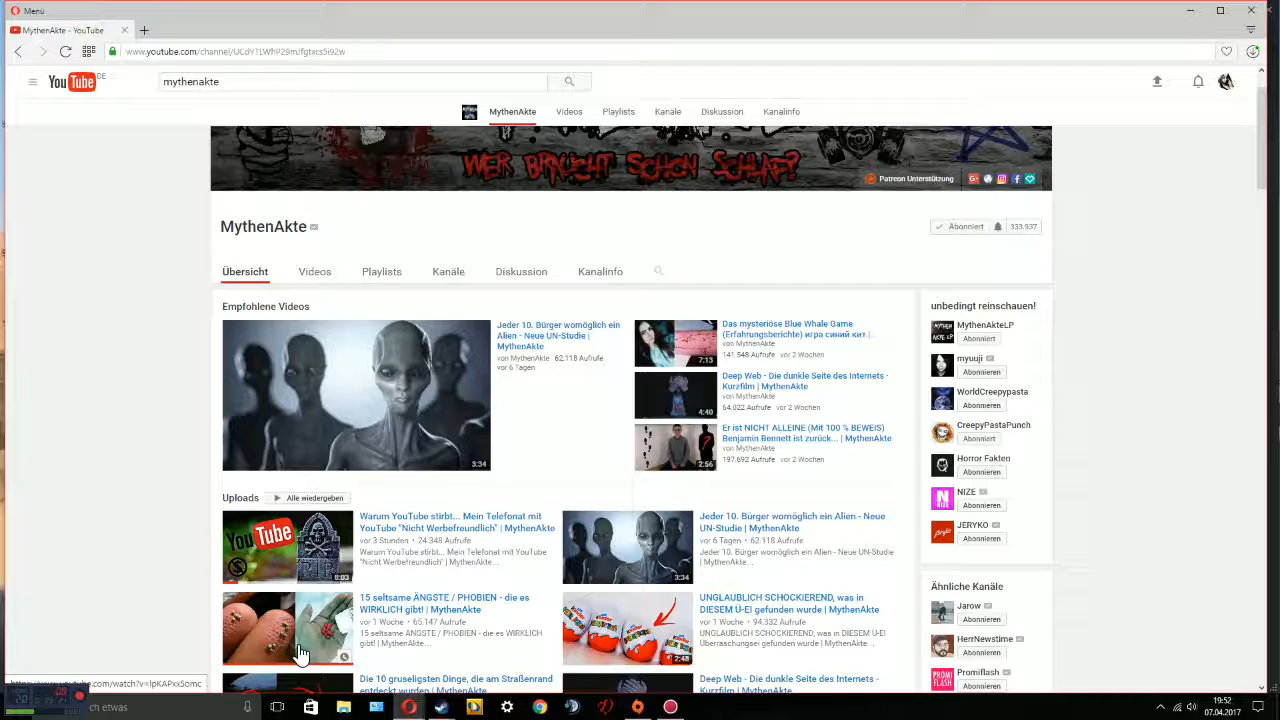 Menü
MythenAkte - YouTube
YouTube DE
mythenakte
MythenAkte Videos Playlists Kanäle Diskussion Kanalinfo
WER BRAUCHT SCHON SCHLAF?
Patreon Unterstützung
MythenAkte
Abonniert 333.937
Übersicht Videos Playlists Kanäle Diskussion Kanalinfo
Empfohlene Videos
Jeder 10. Bürger womöglich ein
Alien - Neue UN-Studie |
MythenAkte
von MythenAkte 62.118 Aufrufe
vor 6 Tagen
3:34
Das mysteriöse Blue Whale Game
(Erfahrungsberichte) игра синий кит |
von MythenAkte
141.548 Aufrufe vor 2 Wochen
7:13
Deep Web - Die dunkle Seite des Internets -
Kurzfilm | MythenAkte
von MythenAkte
64.022 Aufrufe vor 2 Wochen
4:40
Er ist NICHT ALLEINE (Mit 100 % BEWEIS)
Benjamin Bennett ist zurück... | MythenAkte
von MythenAkte
197.692 Aufrufe vor 2 Wochen
2:56
Uploads Alle wiedergeben
YouTube
RIP
8:03
Warum YouTube stirbt... Mein Telefonat mit
YouTube "Nicht Werbefreundlich" | MythenAkte
vor 3 Stunden • 24.348 Aufrufe
Warum YouTube stirbt... Mein Telefonat mit YouTube
"Nicht Werbefreundlich" | MythenAkte...
3:34
Jeder 10. Bürger womöglich ein Alien - Neue
UN-Studie | MythenAkte
vor 6 Tagen • 62.118 Aufrufe
Jeder 10. Bürger womöglich ein Alien - Neue UN-Studie
| MythenAkte...
15 seltsame ÄNGSTE / PHOBIEN - die es
WIRKLICH gibt! | MythenAkte
vor 1 Woche • 65.147 Aufrufe
15 seltsame ÄNGSTE / PHOBIEN - die es WIRKLICH
gibt! | MythenAkte...
2:48
UNGLAUBLICH SCHOCKIEREND, was in
DIESEM Ü-EI gefunden wurde | MythenAkte
vor 1 Woche • 94.332 Aufrufe
UNGLAUBLICH SCHOCKIEREND, was in DIESEM Ü-EI
Überraschungsei gefunden wurde | MythenAkte...
Die 10 gruseligsten Dinge, die am Straßenrand
entdeckt wurden | MythenAkte
Deep Web - Die dunkle Seite des Internets -
Kurzfilm | MythenAkte
unbedingt reinschauen!
MythenAkteLP
Abonniert
myuuji
Abonnieren
WorldCreepypasta
Abonnieren
CreepyPastaPunch
Abonniert
Horror Fakten
Abonnieren
NIZE
Abonnieren
JERYKO
Abonnieren
Ähnliche Kanäle
Jarow
Abonnieren
HerrNewstime
Abonnieren
PROMI
FLASH
Promiflash
Abonnieren
ch etwas
19:52
07.04.2017